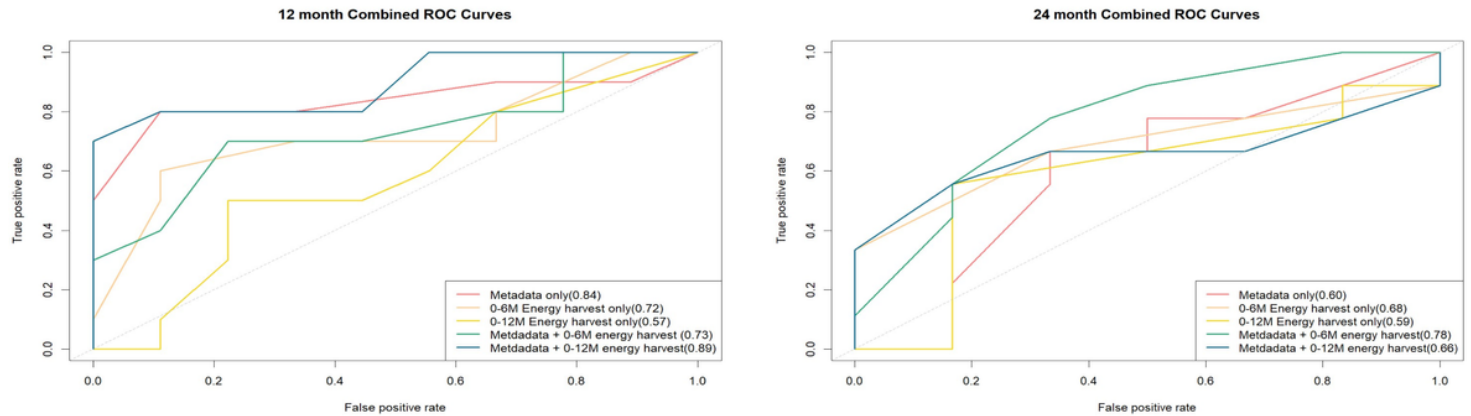 12 month Combined ROC Curves
True positive rate
1.0
0.8
0.6
0.4
0.2
0.0
Metadata only(0.84)
0-6M Energy harvest only(0.72)
0-12M Energy harvest only(0.57)
Metdadata + 0-6M energy harvest (0.73)
Metdadata + 0-12M energy harvest(0.89)
0.0 0.2 0.4 0.6 0.8 1.0
False positive rate
24 month Combined ROC Curves
True positive rate
1.0
0.8
0.6
0.4
0.2
0.0
Metadata only(0.60)
0-6M Energy harvest only(0.68)
0-12M Energy harvest only(0.59)
Metdadata + 0-6M energy harvest(0.78)
Metdadata + 0-12M energy harvest(0.66)
0.0 0.2 0.4 0.6 0.8 1.0
False positive rate